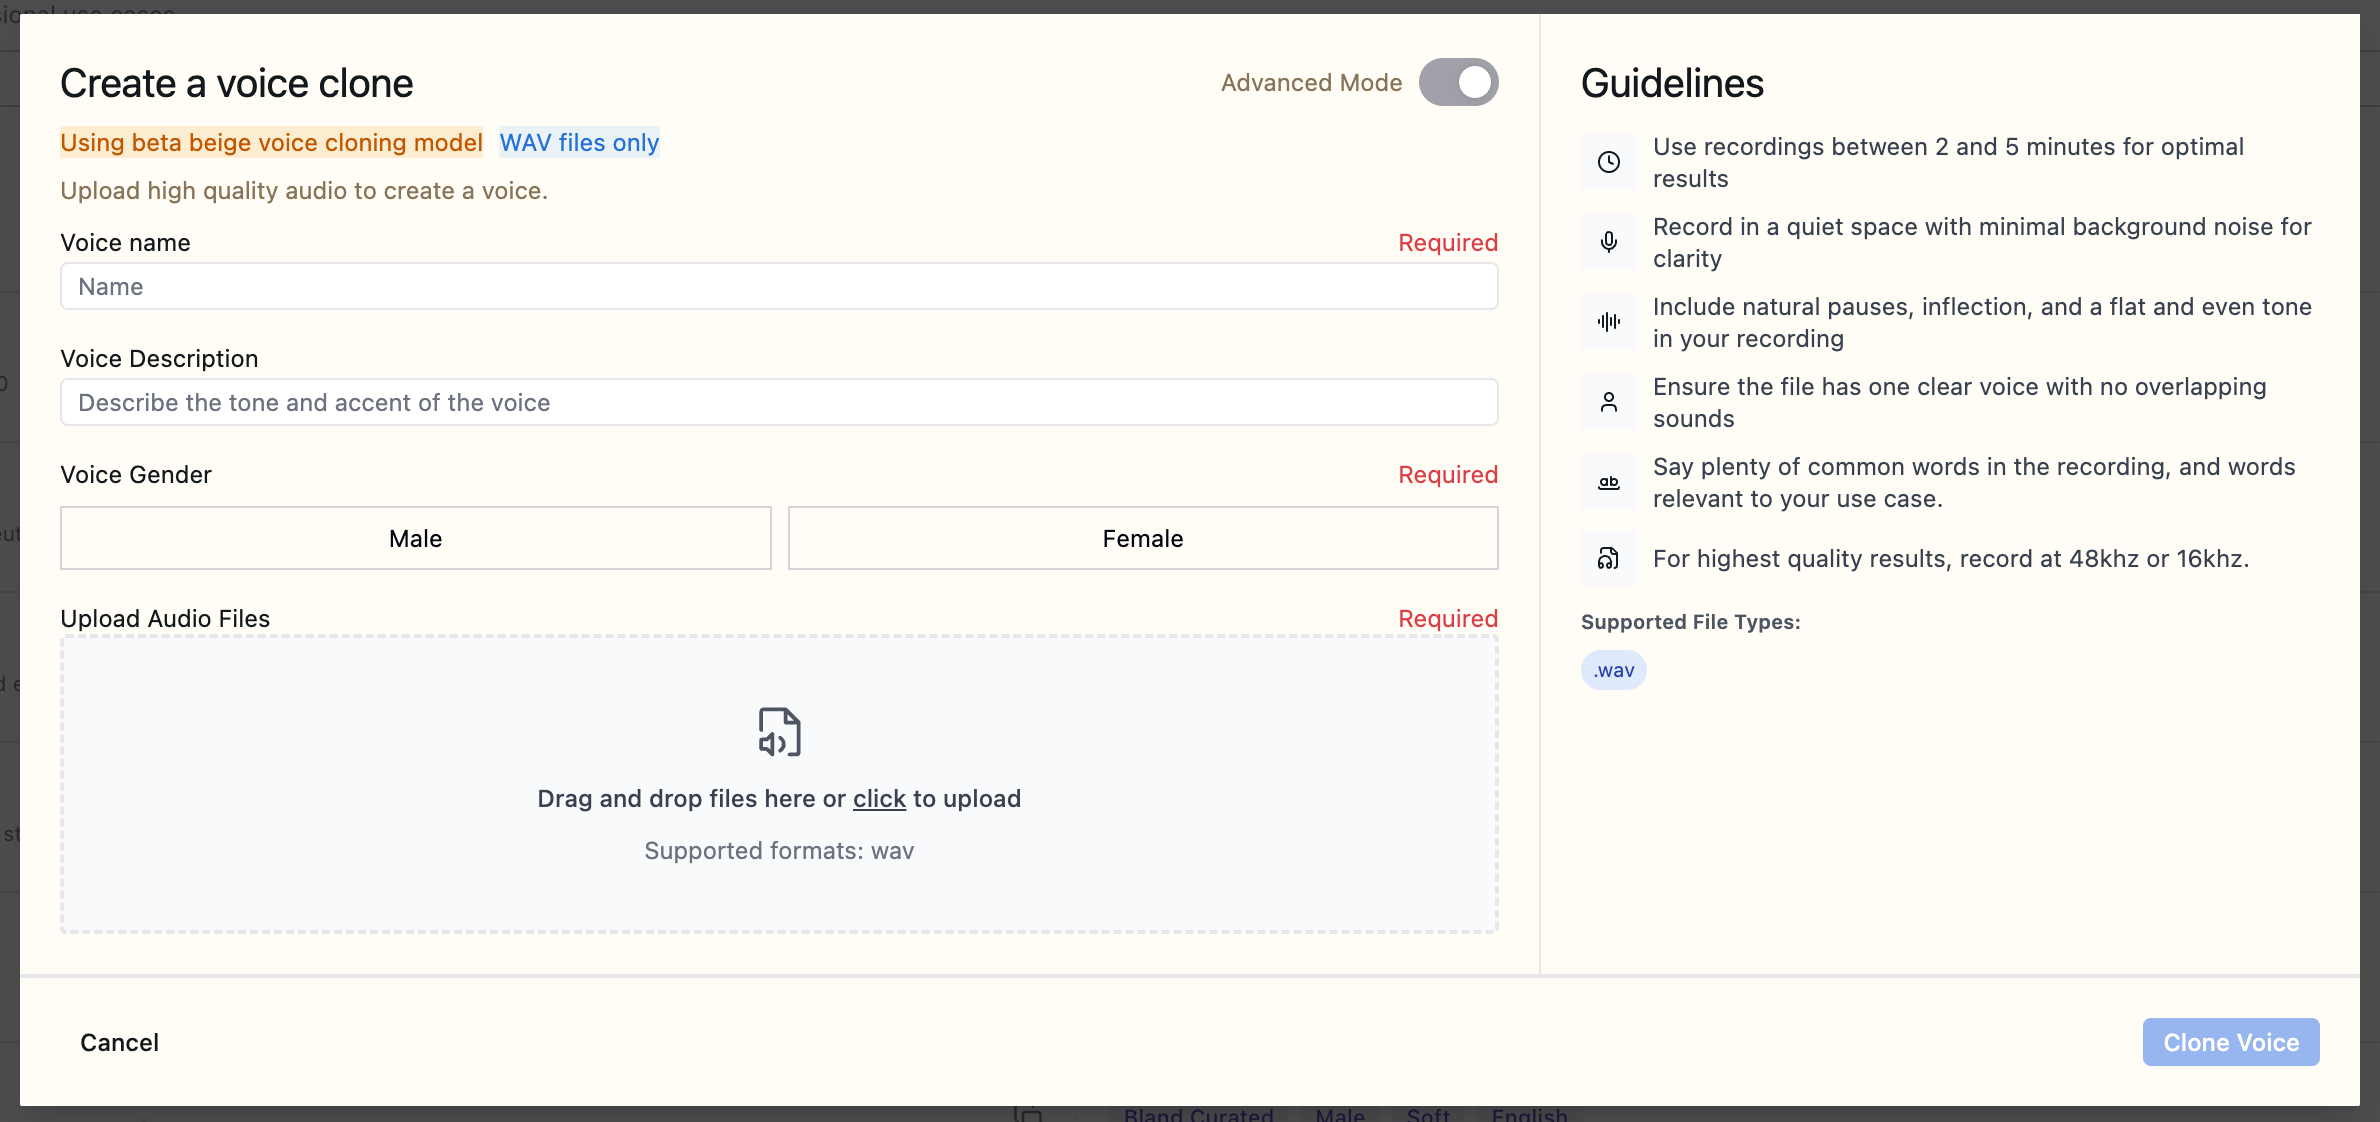 Create a voice clone
Advanced Mode
Using beta beige voice cloning model WAV files only
Upload high quality audio to create a voice.
Voice name
Required
Name
Voice Description
Describe the tone and accent of the voice
Voice Gender
Required
Male
Female
Upload Audio Files
Required
Drag and drop files here or click to upload
Supported formats: wav
Guidelines
Use recordings between 2 and 5 minutes for optimal
results
Record in a quiet space with minimal background noise for
clarity
Include natural pauses, inflection, and a flat and even tone
in your recording
Ensure the file has one clear voice with no overlapping
sounds
ab
Say plenty of common words in the recording, and words
relevant to your use case.
For highest quality results, record at 48khz or 16khz.
Supported File Types:
.wav
Cancel
Clone Voice
Bland Curated Male Soft English